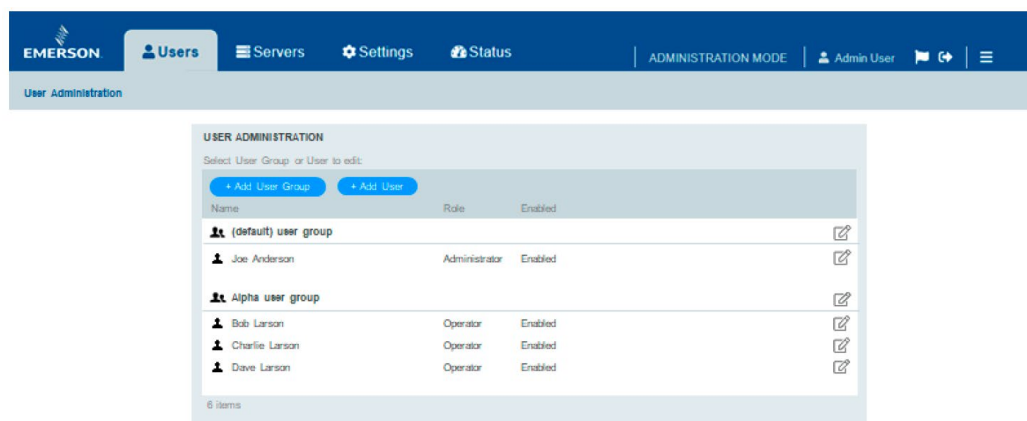 EMERSON
Users Servers Settings Status ADMINISTRATION MODE Admin User
User Administration
USER ADMINISTRATION
Select User Group or User to edit:
+ Add User Group + Add User
Name Role Enabled
(default) user group
Joe Anderson Administrator Enabled
Alpha user group
Bob Larson Operator Enabled
Charlie Larson Operator Enabled
Dave Larson Operator Enabled
6 items